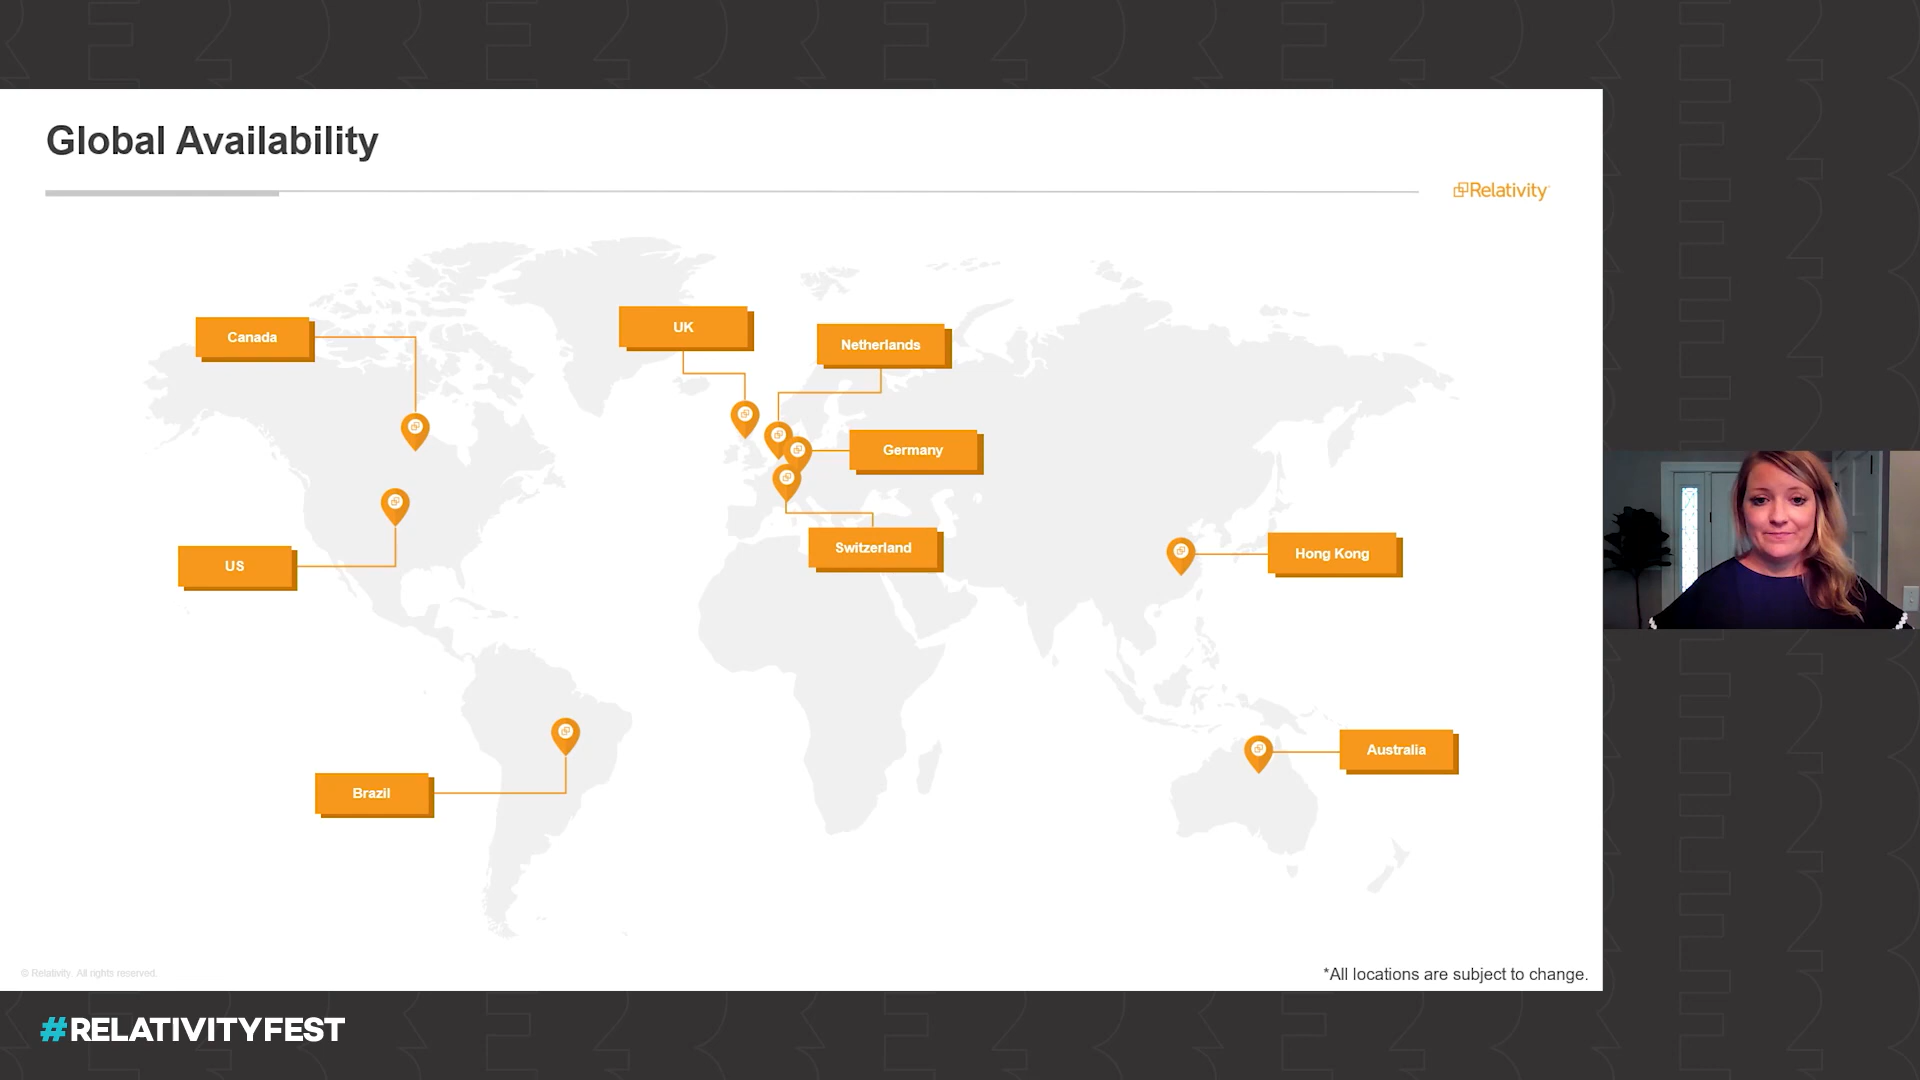 Global Availability
Relativity
Canada
UK
Netherlands
Germany
Switzerland
US
Hong Kong
Brazil
Australia
© Relativity. All rights reserved.
*All locations are subject to change.
#RELATIVITYFEST